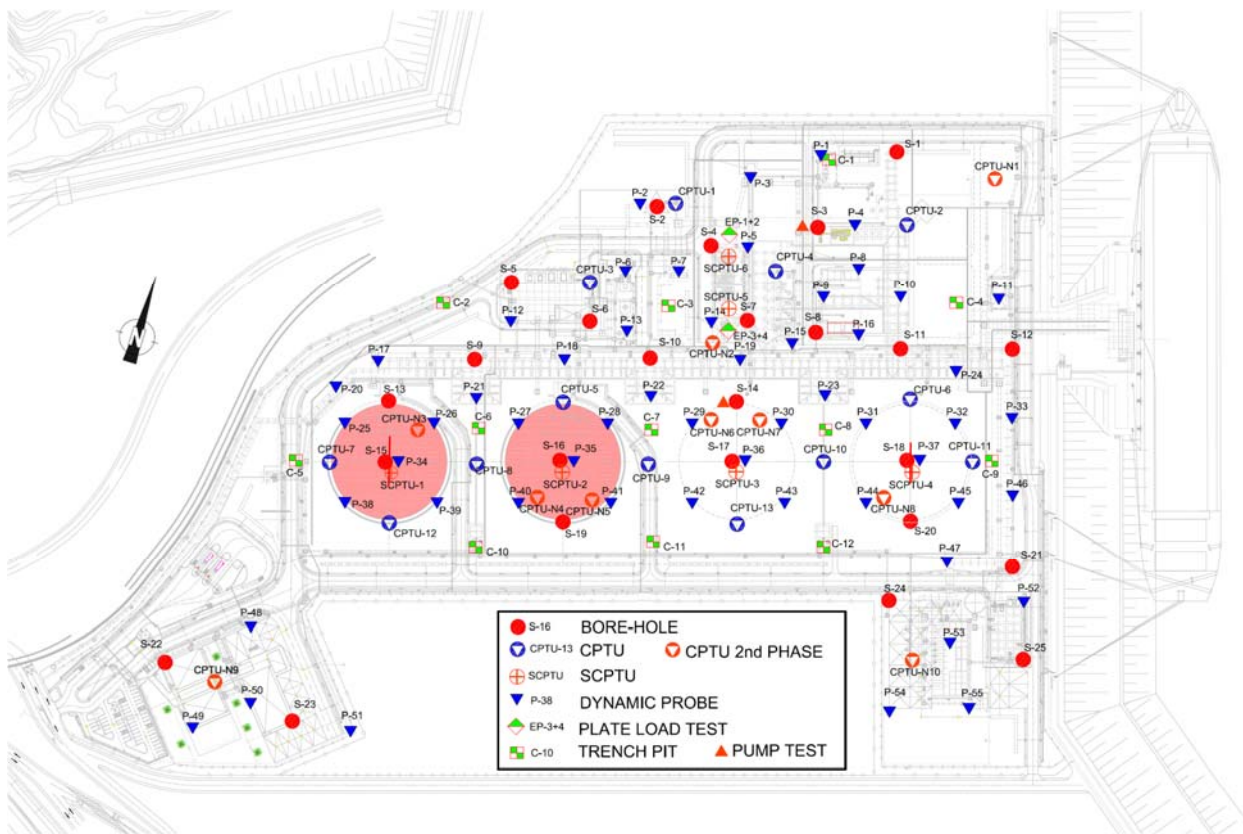 P-1
C-1
S-1
CPTU-N1
P-3
P-2
CPTU-1
S-2
S-3
P-4
CPTU-2
EP-1+2
S-4
P-5
SCPTU-6
CPTU-4
P-6
P-7
P-8
S-5
CPTU-3
C-2
C-3
SCPTU-5
P-9
P-10
C-4
P-11
P-12
S-6
P-13
P-14
S-7
EP-3+4
S-8
P-16
P-15
CPTU-N2
S-11
S-12
P-17
S-9
P-18
S-10
P-19
P-24
P-20
S-13
P-21
CPTU-5
P-22
S-14
P-23
CPTU-6
P-33
P-25
CPTU-N3
P-26
C-6
P-27
P-28
C-7
P-29
CPTU-N6
CPTU-N7
P-30
C-8
P-31
P-32
CPTU-7
S-15
P-34
S-16
P-35
S-17
P-36
CPTU-10
S-18
P-37
CPTU-11
C-5
SCPTU-1
CPTU-8
SCPTU-2
CPTU-9
SCPTU-3
SCPTU-4
C-9
P-38
P-39
P-40
CPTU-N4
CPTU-N5
P-41
P-42
P-43
P-44
CPTU-N8
P-45
P-46
CPTU-12
S-19
CPTU-13
S-20
C-10
C-11
C-12
P-47
S-21
S-24
P-52
P-48
S-22
CPTU-N9
P-50
P-49
S-23
P-51
P-53
S-25
CPTU-N10
P-54
P-55
S-16 BORE-HOLE
CPTU-13 CPTU CPTU 2nd PHASE
SCPTU SCPTU
P-38 DYNAMIC PROBE
EP-3+4 PLATE LOAD TEST
C-10 TRENCH PIT PUMP TEST